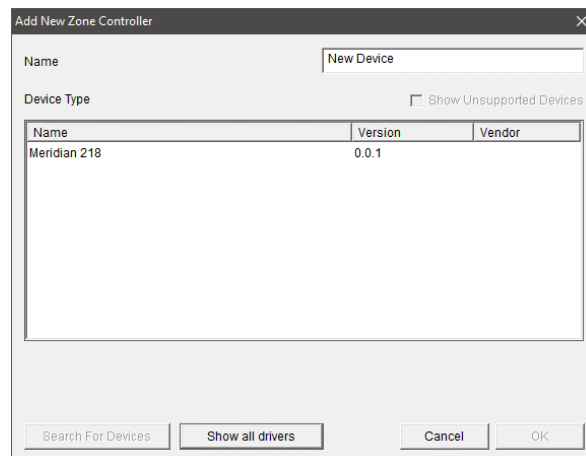 Add New Zone Controller
Name New Device
Device Type Show Unsupported Devices
Name Version Vendor
Meridian 218 0.0.1
Search For Devices Show all drivers Cancel OK